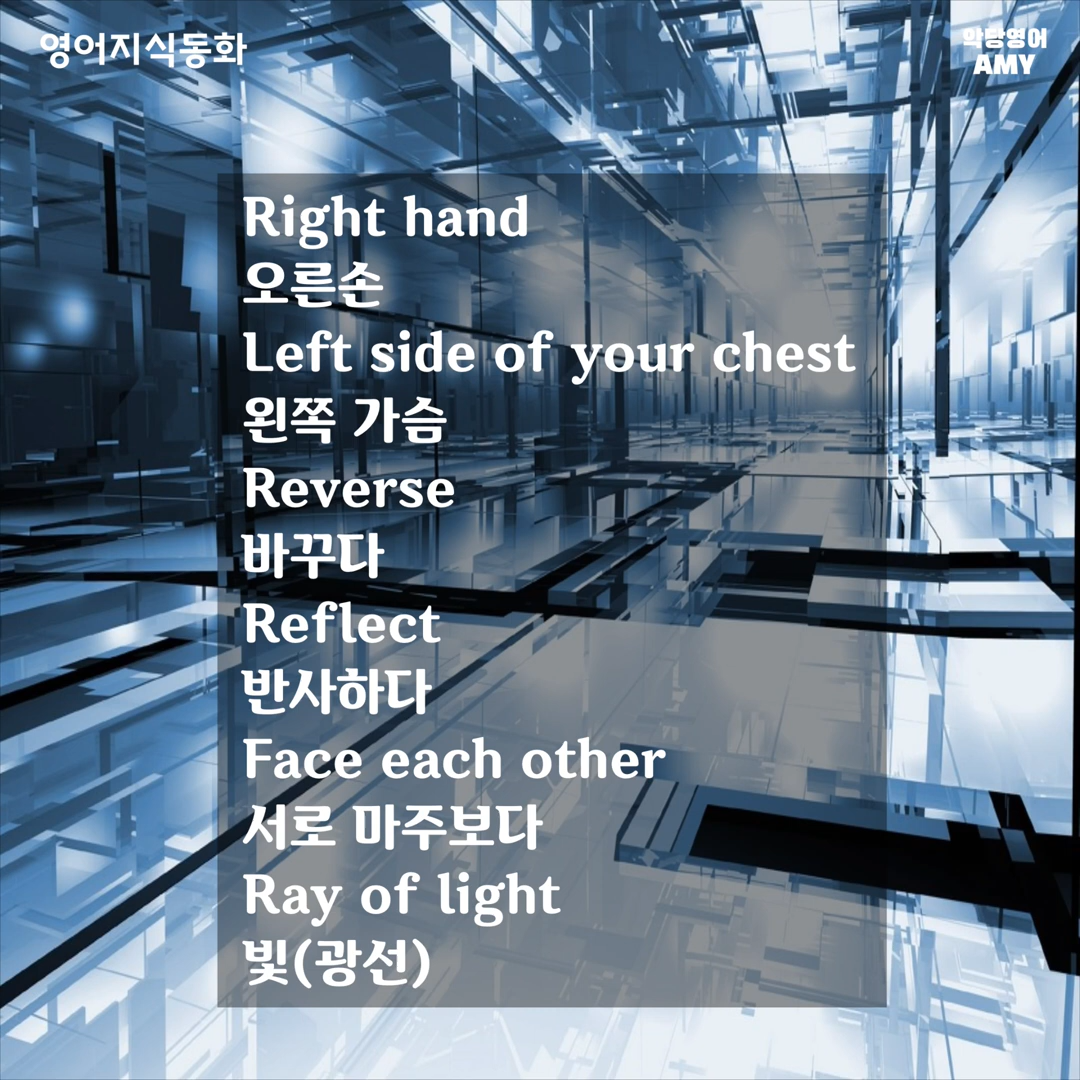 영어지식동화
악당영어
AMY
Right hand
오른손
Left side of your chest
왼쪽 가슴
Reverse
바꾸다
Reflect
반사하다
Face each other
서로 마주보다
Ray of light
빛(광선)